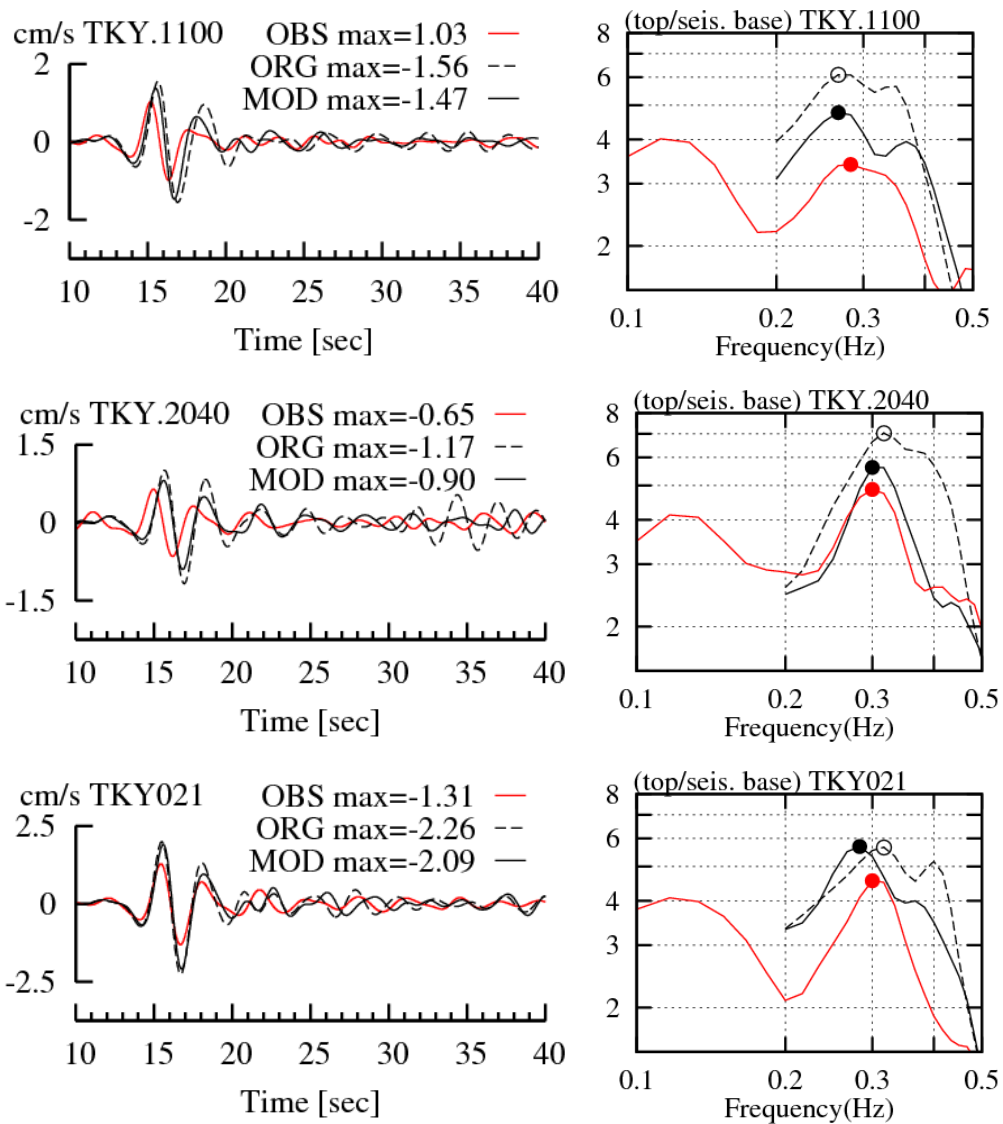 cm/s TKY.1100
OBS max=1.03
ORG max=-1.56
MOD max=-1.47
2
0
-2
10 15 20 25 30 35 40
Time [sec]
(top/seis. base) TKY.1100
8
6
4
3
2
0.1 0.2 0.3 0.5
Frequency(Hz)
cm/s TKY.2040
OBS max=-0.65
ORG max=-1.17
MOD max=-0.90
1.5
0
-1.5
10 15 20 25 30 35 40
Time [sec]
(top/seis. base) TKY.2040
8
6
4
3
2
0.1 0.2 0.3 0.5
Frequency(Hz)
cm/s TKY021
OBS max=-1.31
ORG max=-2.26
MOD max=-2.09
2.5
0
-2.5
10 15 20 25 30 35 40
Time [sec]
(top/seis. base) TKY021
8
6
4
3
2
0.1 0.2 0.3 0.5
Frequency(Hz)